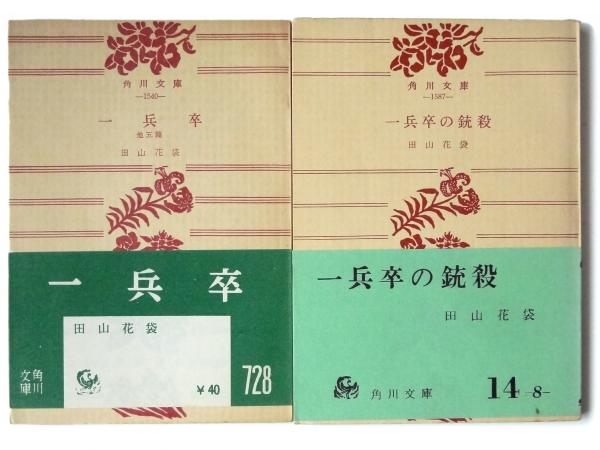 角川文庫
—1540—
一兵卒
他五篇
田山花袋
一兵卒
田山花袋
角川文庫
￥40
728
角川文庫
—1587—
一兵卒の銃殺
田山花袋
一兵卒の銃殺
田山花袋
角川文庫
14—8—